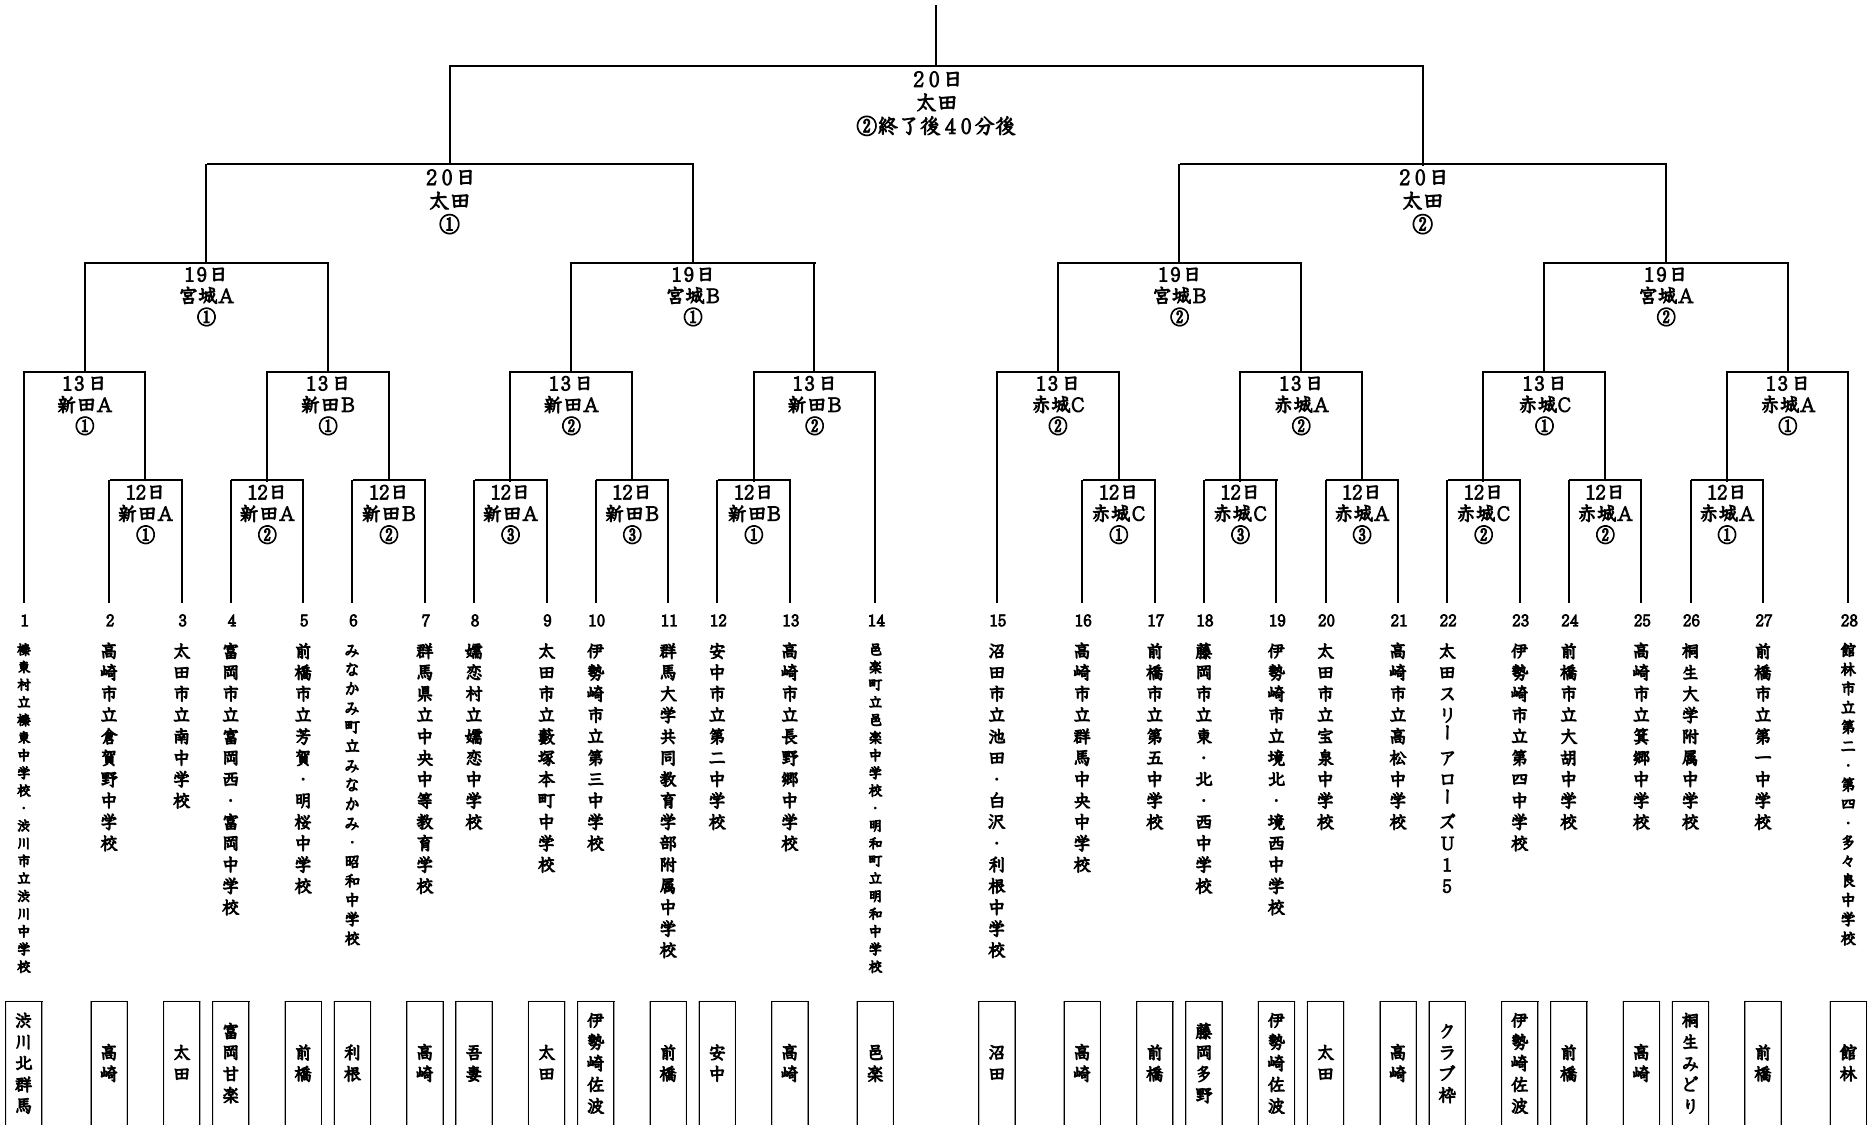 20日
太田
②終了後40分後
20日
太田
①
20日
太田
②
19日
宮城A
①
19日
宮城B
①
19日
宮城B
②
19日
宮城A
②
13日
新田A
①
13日
新田B
①
13日
新田A
②
13日
新田B
②
13日
赤城C
②
13日
赤城A
②
13日
赤城C
①
13日
赤城A
①
12日
新田A
①
12日
新田A
②
12日
新田B
②
12日
新田A
③
12日
新田B
③
12日
新田B
①
12日
赤城C
①
12日
赤城C
③
12日
赤城A
③
12日
赤城C
②
12日
赤城A
②
12日
赤城A
①
1
榛東村立榛東中学校・渋川市立渋川中学校
渋川北群馬
2
高崎市立倉賀野中学校
高崎
3
太田市立南中学校
太田
4
富岡市立富岡西・富岡中学校
富岡甘楽
5
前橋市立芳賀・明桜中学校
前橋
6
みなかみ町立みなかみ・昭和中学校
利根
7
群馬県立中央中等教育学校
高崎
8
嬬恋村立嬬恋中学校
吾妻
9
太田市立藪塚本町中学校
太田
10
伊勢崎市立第三中学校
伊勢崎佐波
11
群馬大学共同教育学部附属中学校
前橋
12
安中市立第二中学校
安中
13
高崎市立長野郷中学校
高崎
14
邑楽町立邑楽中学校・明和町立明和中学校
邑楽
15
沼田市立池田・白沢・利根中学校
沼田
16
高崎市立群馬中央中学校
高崎
17
前橋市立第五中学校
前橋
18
藤岡市立東・北・西中学校
藤岡多野
19
伊勢崎市立境北・境西中学校
伊勢崎佐波
20
太田市立宝泉中学校
太田
21
高崎市立高松中学校
高崎
22
太田スリーアローズU15
クラブ枠
23
伊勢崎市立第四中学校
伊勢崎佐波
24
前橋市立大胡中学校
前橋
25
高崎市立箕郷中学校
高崎
26
桐生大学附属中学校
桐生みどり
27
前橋市立第一中学校
前橋
28
館林市立第二・第四・多々良中学校
館林